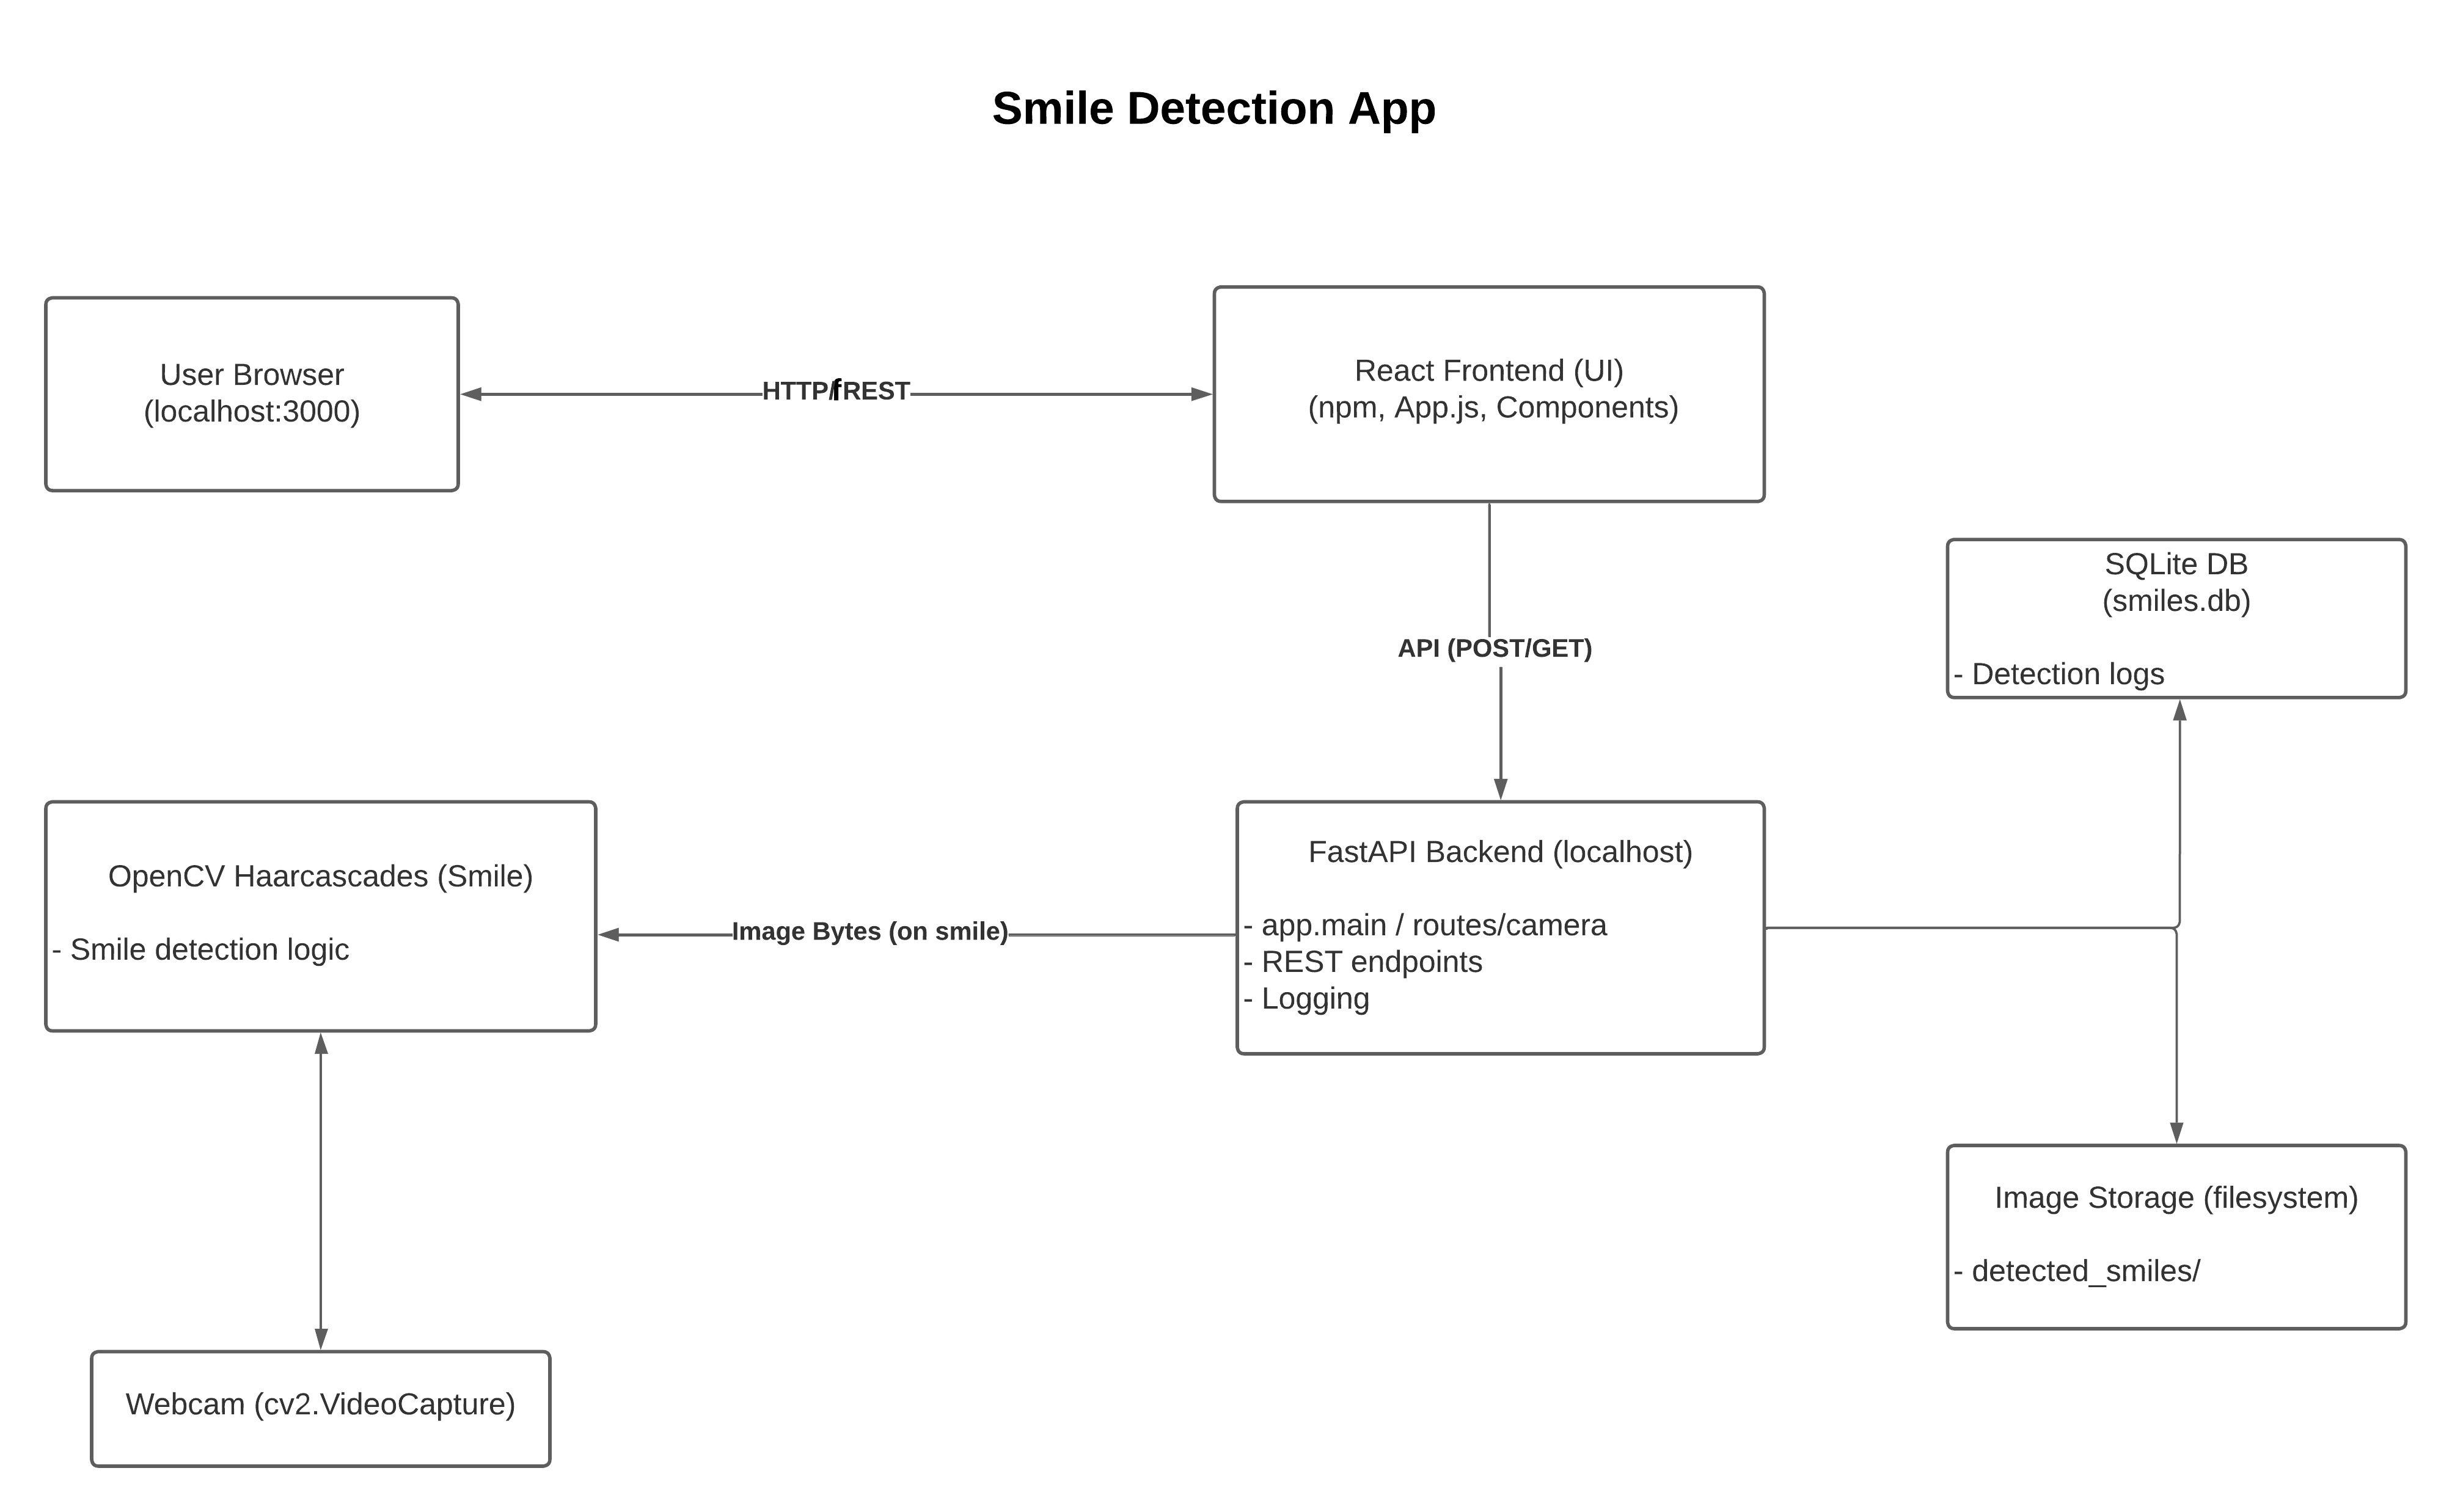 Smile Detection App
User Browser
(localhost:3000)
HTTP/fREST
React Frontend (UI)
(npm, App.js, Components)
API (POST/GET)
SQLite DB
(smiles.db)
- Detection logs
OpenCV Haarcascades (Smile)
- Smile detection logic
Image Bytes (on smile)
FastAPI Backend (localhost)
- app.main / routes/camera
- REST endpoints
- Logging
Image Storage (filesystem)
- detected_smiles/
Webcam (cv2.VideoCapture)